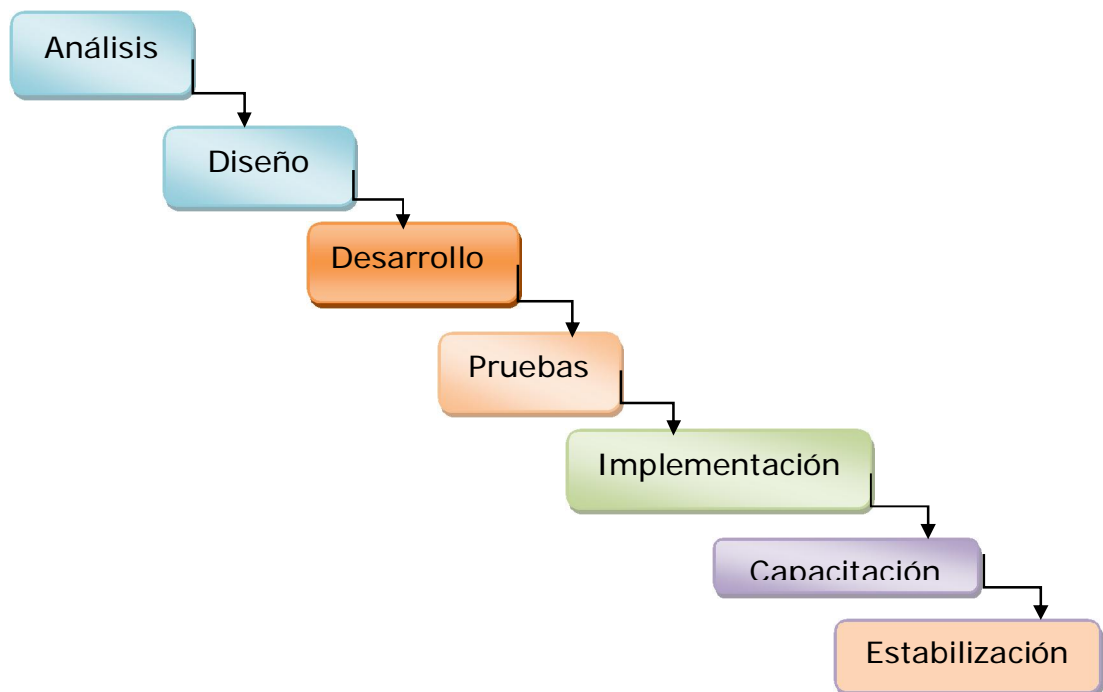 Análisis
Diseño
Desarrollo
Pruebas
Implementación
Capacitación
Estabilización